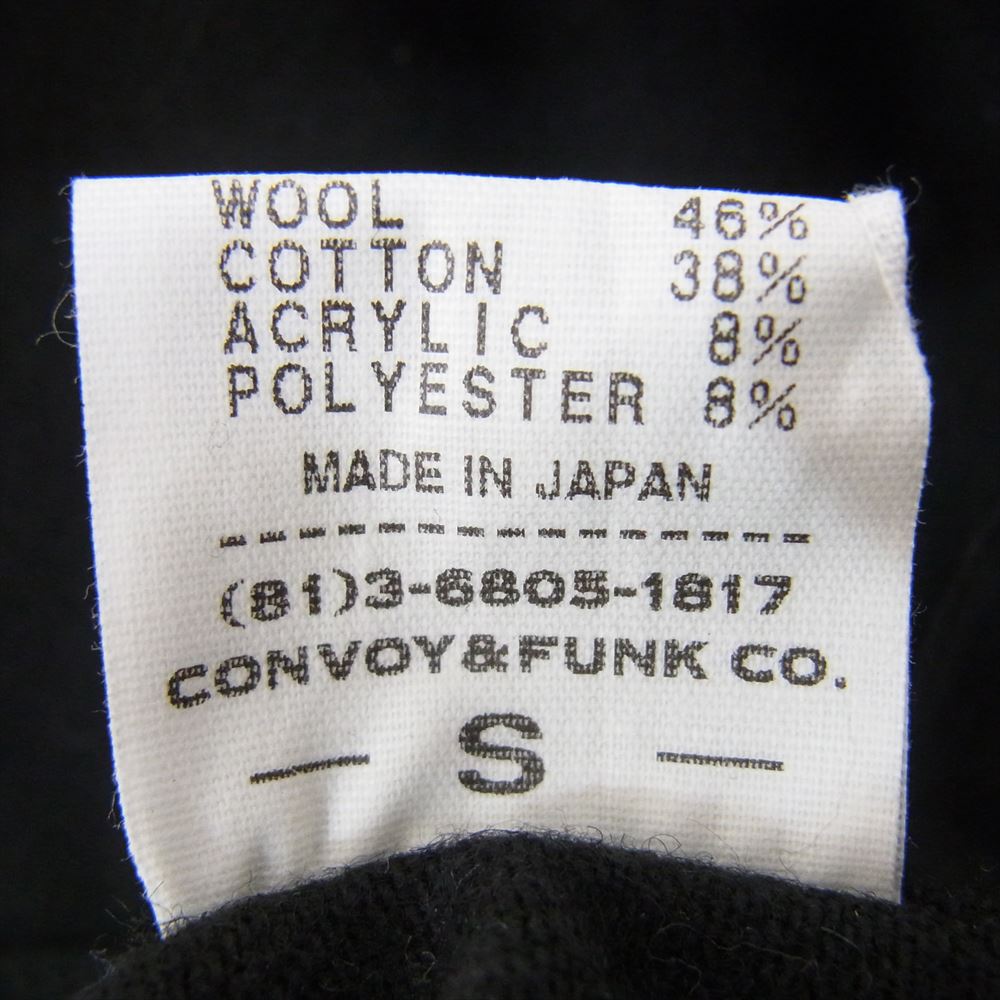 WOOL 46%
COTTON 38%
ACRYLIC 8%
POLYESTER 8%
MADE IN JAPAN
(81)3-6805-1817
CONVOY&FUNK CO.
S